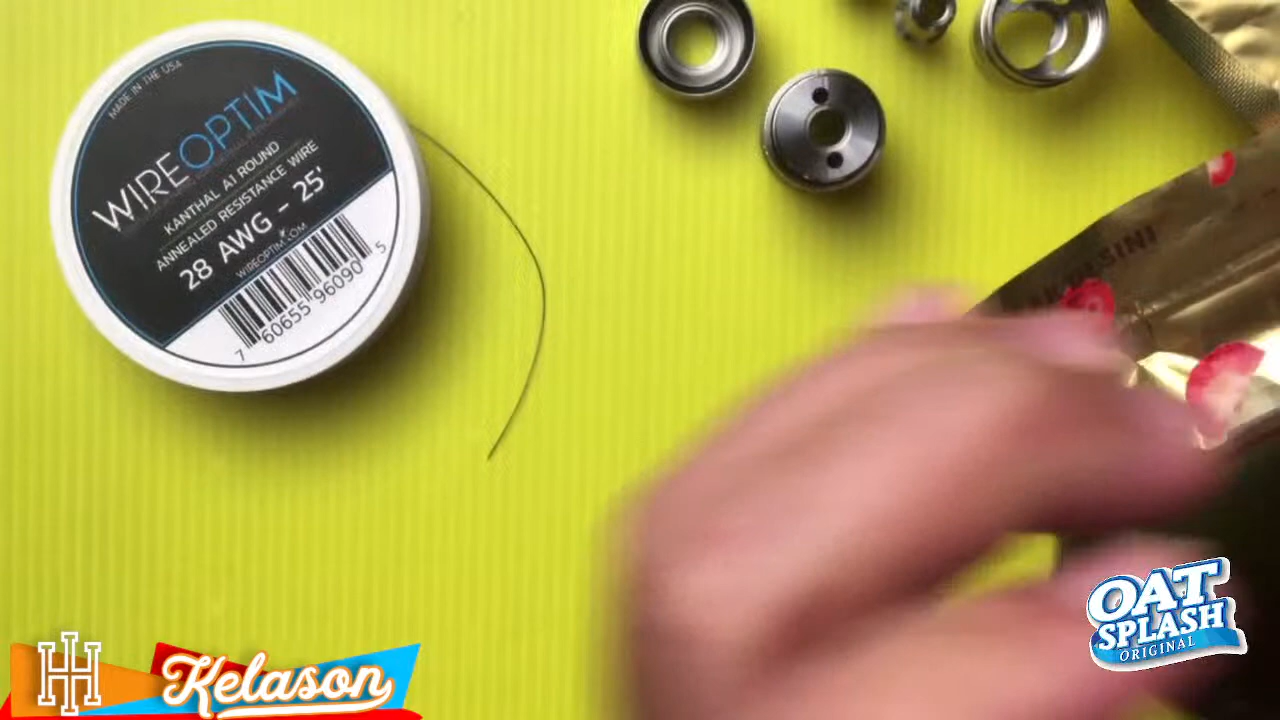 MADE IN THE USA
WIREOPTIM
KANTHAL A1 ROUND
ANNEALED RESISTANCE WIRE
28 AWG - 25'
WIREOPTIM.COM
7 60655 96090 5
Kelason
OAT
SPLASH
ORIGINAL